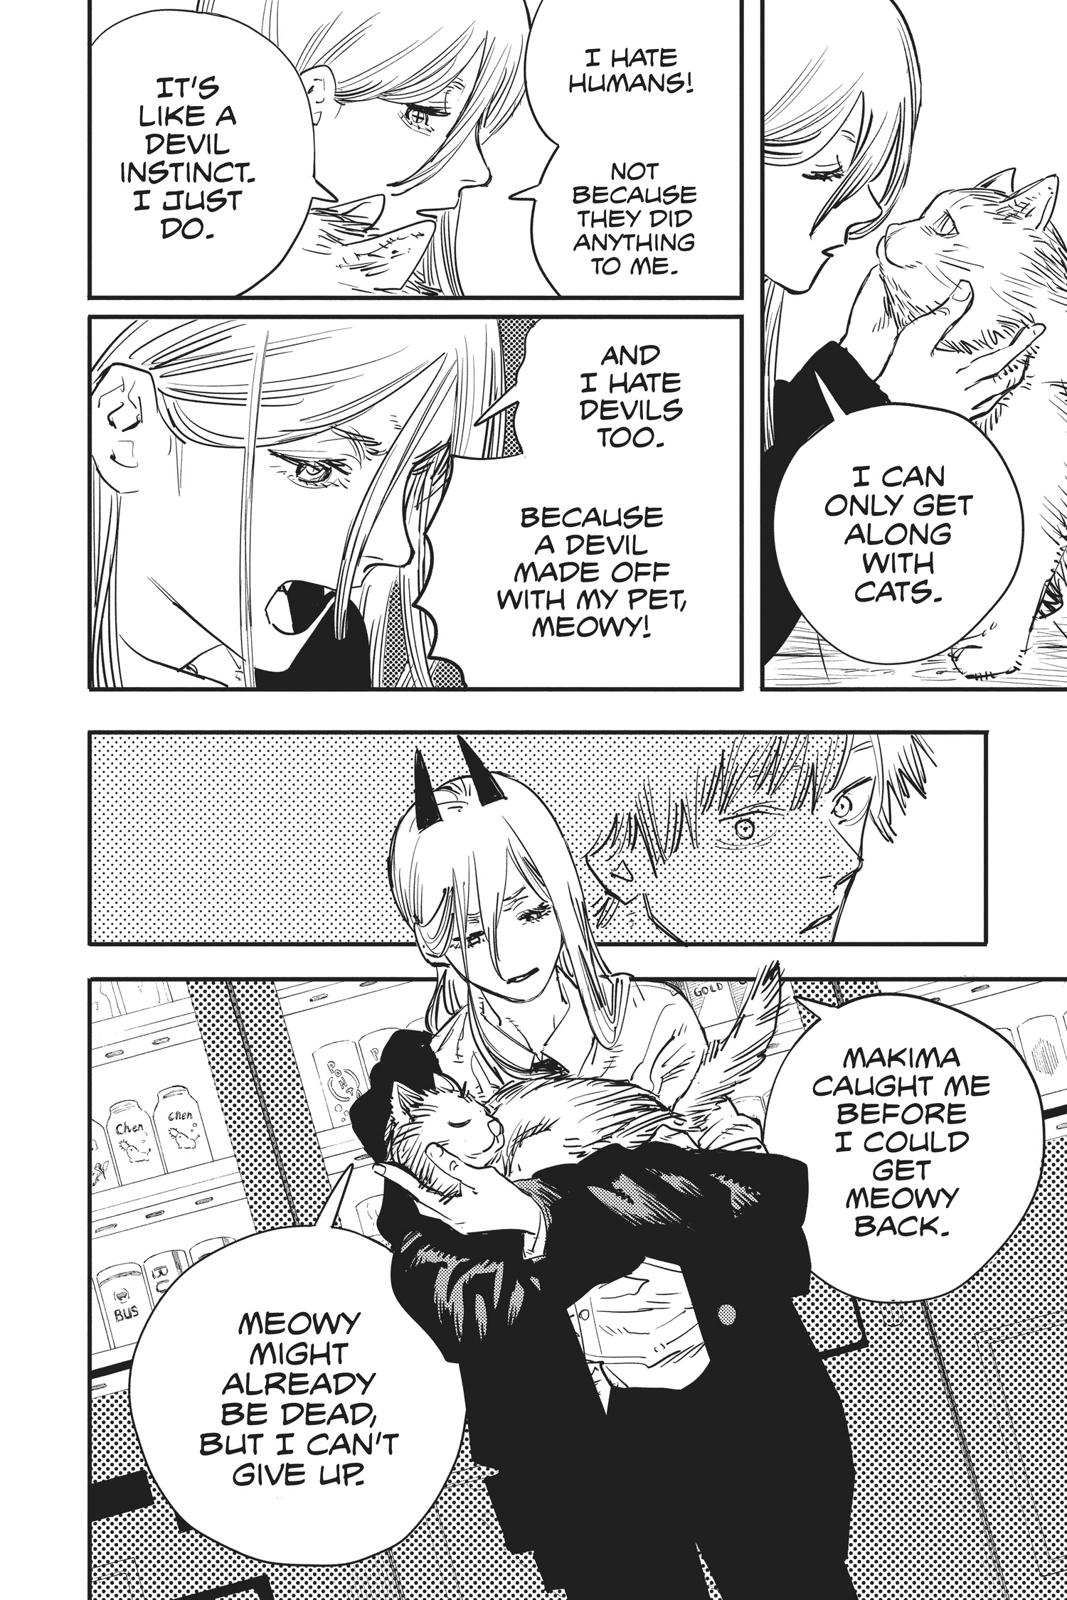 I CAN
ONLY GET
ALONG
WITH
CATS.
I HATE
HUMANS!
NOT
BECAUSE
THEY DID
ANYTHING
TO ME.
IT'S
LIKE A
DEVIL
INSTINCT.
I JUST
DO.
AND
I HATE
DEVILS
TOO.
BECAUSE
A DEVIL
MADE OFF
WITH MY PET,
MEOWY!
MAKIMA
CAUGHT ME
BEFORE
I COULD
GET
MEOWY
BACK.
MEOWY
MIGHT
ALREADY
BE DEAD,
BUT I CAN'T
GIVE UP.
GOLD
Chen
Chen
BUS